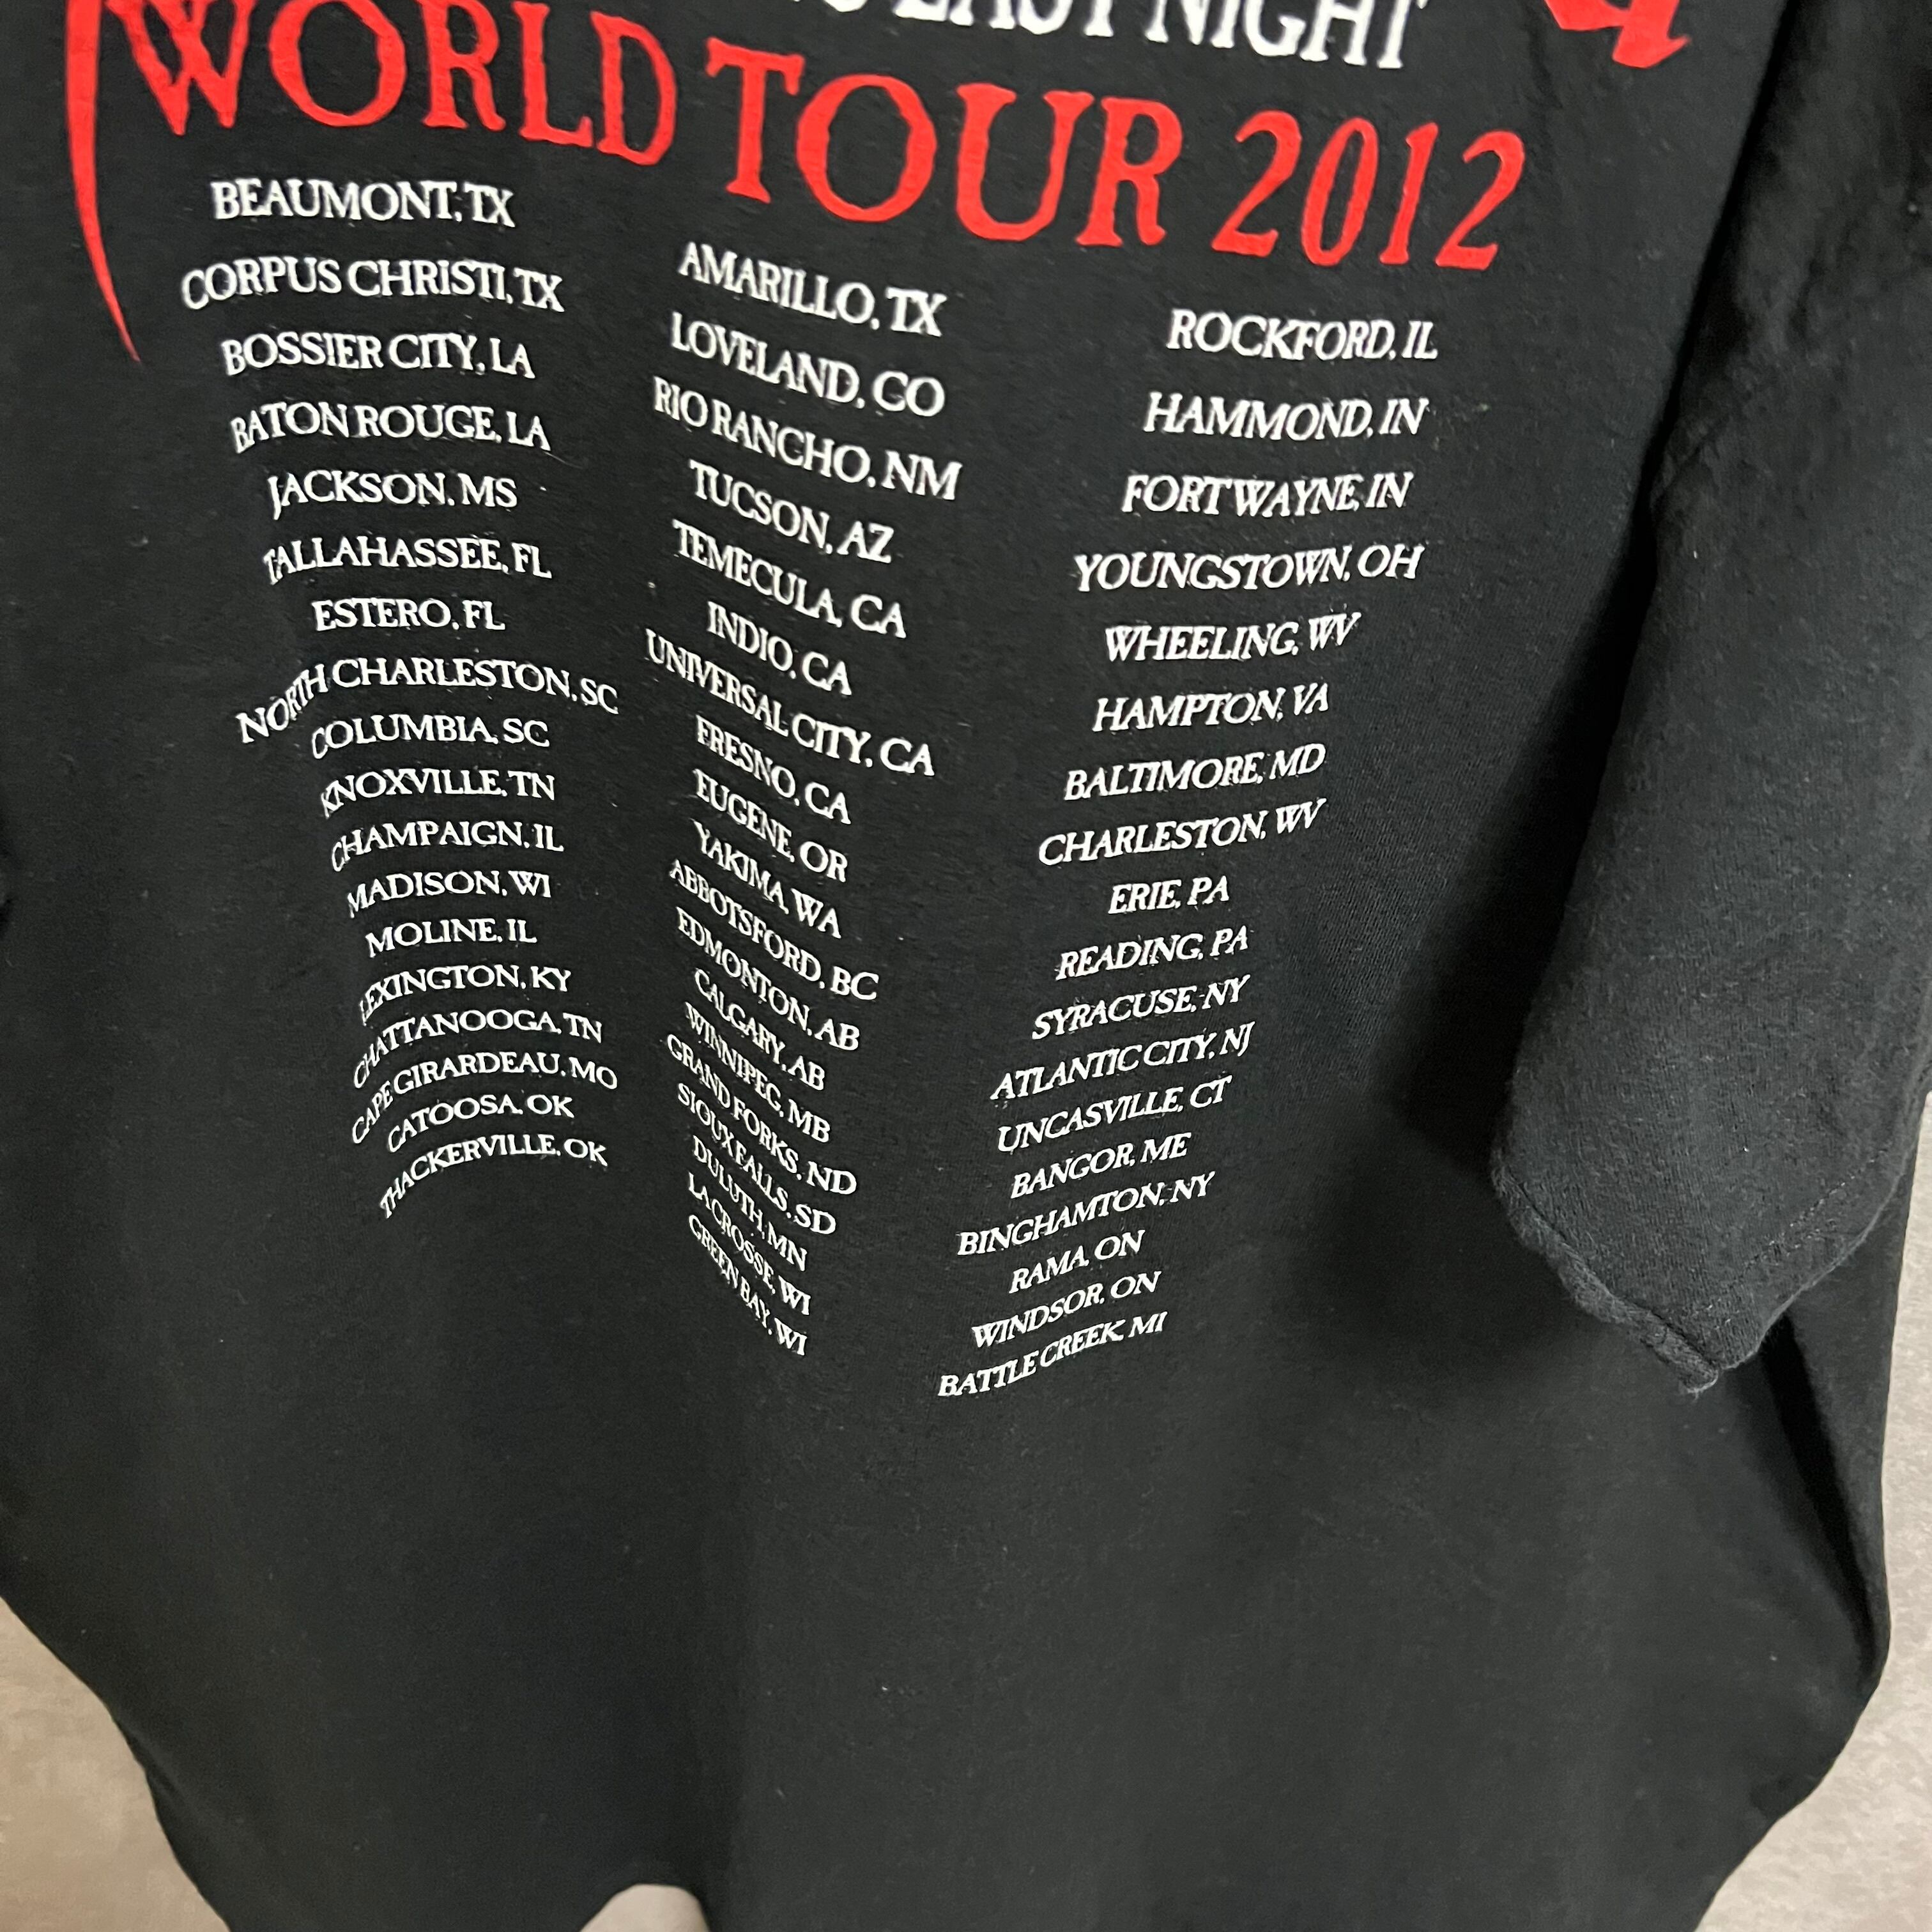 LAST NIGHT
WORLD TOUR 2012
BEAUMONT, TX
CORPUS CHRISTI, TX
BOSSIER CITY, LA
BATON ROUGE, LA
JACKSON, MS
TALLAHASSEE, FL
ESTERO, FL
NORTH CHARLESTON, SC
COLUMBIA, SC
KNOXVILLE, TN
CHAMPAIGN, IL
MADISON, WI
MOLINE, IL
LEXINGTON, KY
CHATTANOOGA, TN
CAPE GIRARDEAU, MO
CATOOSA, OK
THACKERVILLE, OK
AMARILLO, TX
LOVELAND, CO
RIO RANCHO, NM
TUCSON, AZ
TEMECULA, CA
INDIO, CA
UNIVERSAL CITY, CA
FRESNO, CA
EUGENE, OR
YAKIMA, WA
ABBOTSFORD, BC
EDMONTON, AB
CALGARY, AB
WINNIPEG, MB
GRAND FORKS, ND
SIOUX FALLS, SD
DULUTH, MN
LA CROSSE, WI
GREEN BAY, WI
ROCKFORD, IL
HAMMOND, IN
FORT WAYNE, IN
YOUNGSTOWN, OH
WHEELING, WV
HAMPTON, VA
BALTIMORE, MD
CHARLESTON, WV
ERIE, PA
READING, PA
SYRACUSE, NY
ATLANTIC CITY, NJ
UNCASVILLE, CT
BANGOR, ME
BINGHAMTON, NY
RAMA, ON
WINDSOR, ON
BATTLE CREEK, MI